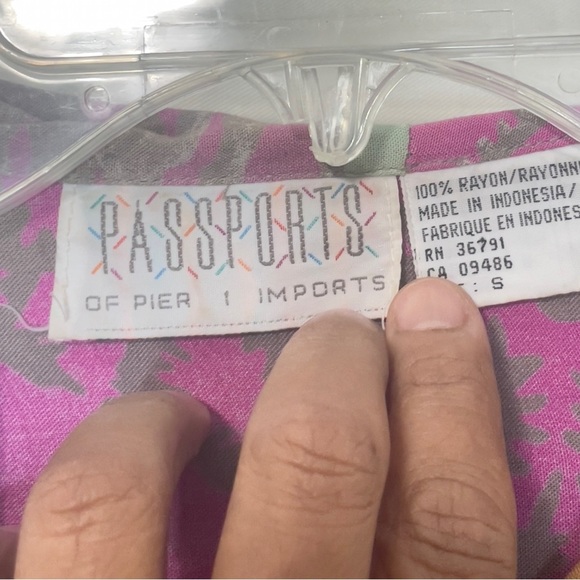 PASSPORTS
OF PIER 1 IMPORTS
100% RAYON/RAYONN
MADE IN INDONESIA/
FABRIQUE EN INDONES
RN 36791
CA 09486
: S